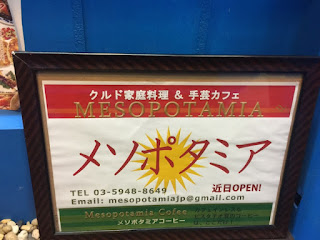 クルド家庭料理 & 手芸カフェ
MESOPOTAMIA
メソポタミア
TEL 03-5948-8649
近日OPEN!
Email: mesopotamiajp@gmail.com
Mesopotamia Cofee
メソポタミアコーヒー